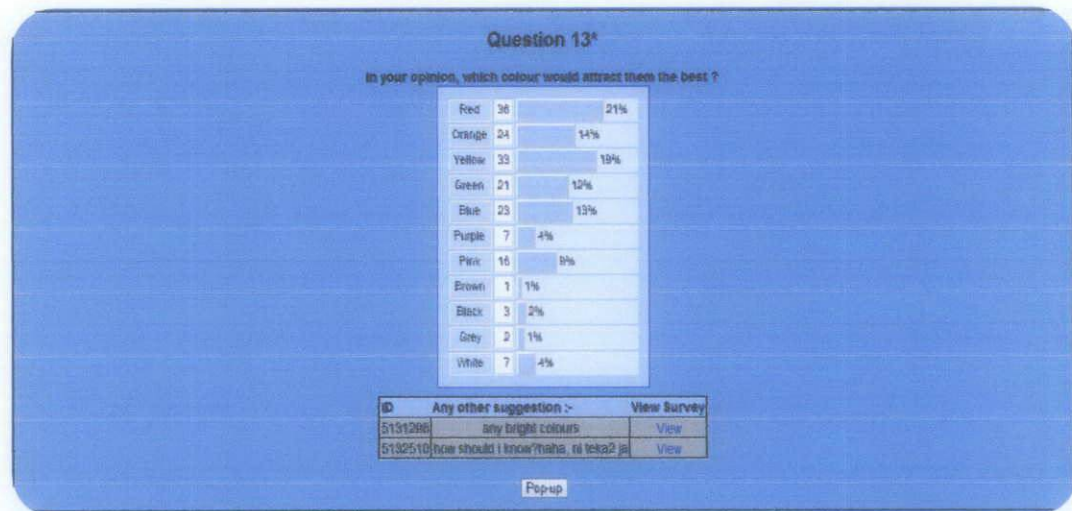 Question 13*
In your opinion, which colour would attract them the best ?
Red 36 21%
Orange 24 14%
Yellow 33 19%
Green 21 12%
Blue 23 13%
Purple 7 4%
Pink 16 9%
Brown 1 1%
Black 3 2%
Grey 2 1%
White 7 4%
ID Any other suggestion :- View Survey
5131296 any bright colours View
5132510 how should i know?haha, ni teka2 ja View
Pop-up